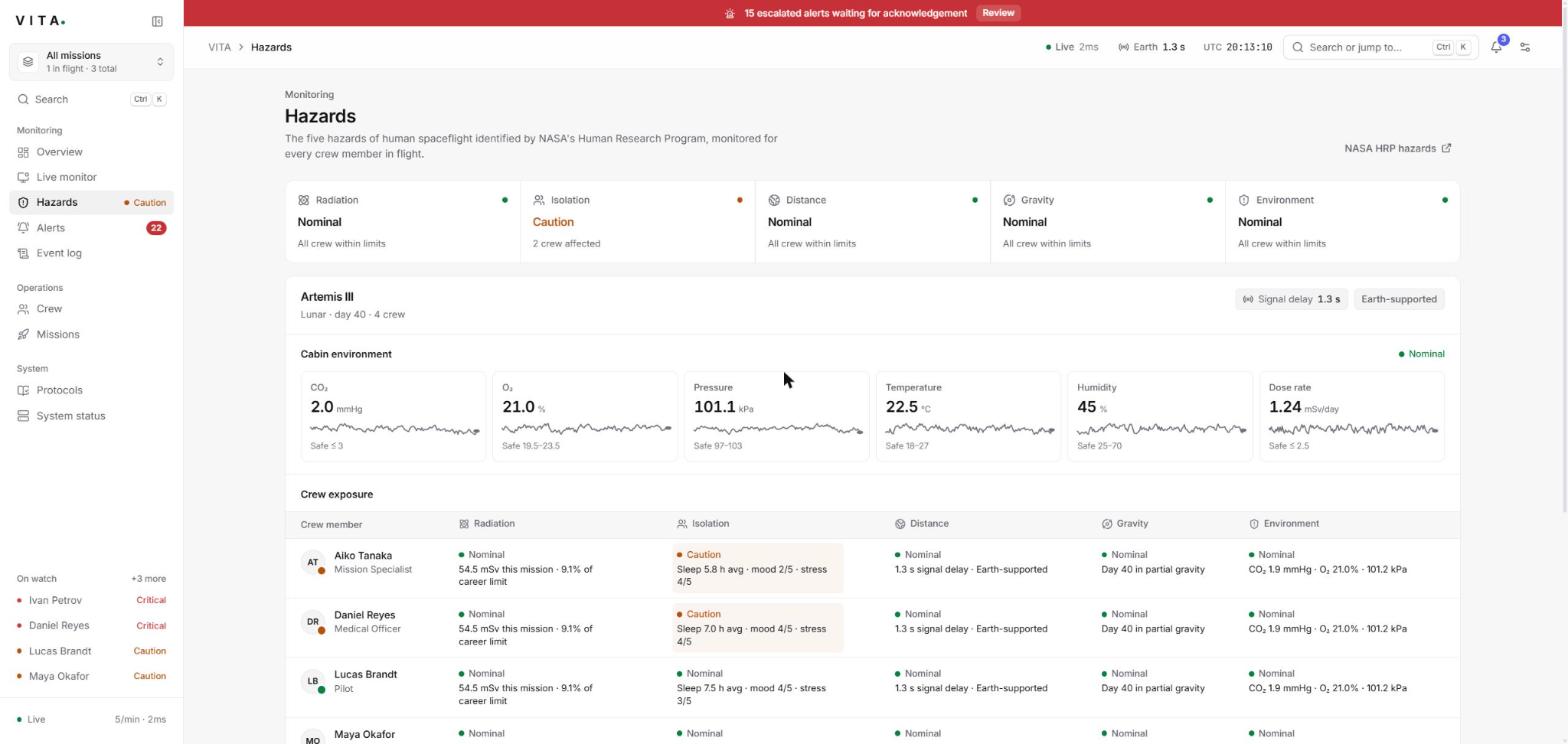 VITA.
All missions
1 in flight · 3 total
Search
Ctrl K
Monitoring
Overview
Live monitor
Hazards
Caution
Alerts
22
Event log
Operations
Crew
Missions
System
Protocols
System status
On watch
+3 more
Ivan Petrov
Critical
Daniel Reyes
Critical
Lucas Brandt
Caution
Maya Okafor
Caution
Live
5/min · 2ms
15 escalated alerts waiting for acknowledgement
Review
VITA > Hazards
Live 2ms
Earth 1.3 s
UTC 20:13:10
Search or jump to...
Ctrl K
3
Monitoring
Hazards
The five hazards of human spaceflight identified by NASA's Human Research Program, monitored for
every crew member in flight.
NASA HRP hazards
Radiation
Nominal
All crew within limits
Isolation
Caution
2 crew affected
Distance
Nominal
All crew within limits
Gravity
Nominal
All crew within limits
Environment
Nominal
All crew within limits
Artemis III
Lunar · day 40 · 4 crew
Signal delay 1.3 s
Earth-supported
Cabin environment
Nominal
CO₂
2.0 mmHg
Safe ≤ 3
O₂
21.0 %
Safe 19.5–23.5
Pressure
101.1 kPa
Safe 97–103
Temperature
22.5 °C
Safe 18–27
Humidity
45 %
Safe 25–70
Dose rate
1.24 mSv/day
Safe ≤ 2.5
Crew exposure
Crew member
Radiation
Isolation
Distance
Gravity
Environment
AT
Aiko Tanaka
Mission Specialist
Nominal
54.5 mSv this mission · 9.1% of
career limit
Caution
Sleep 5.8 h avg · mood 2/5 · stress
4/5
Nominal
1.3 s signal delay · Earth-supported
Nominal
Day 40 in partial gravity
Nominal
CO₂ 1.9 mmHg · O₂ 21.0% · 101.2 kPa
DR
Daniel Reyes
Medical Officer
Nominal
54.5 mSv this mission · 9.1% of
career limit
Caution
Sleep 7.0 h avg · mood 4/5 · stress
4/5
Nominal
1.3 s signal delay · Earth-supported
Nominal
Day 40 in partial gravity
Nominal
CO₂ 1.9 mmHg · O₂ 21.0% · 101.2 kPa
LB
Lucas Brandt
Pilot
Nominal
54.5 mSv this mission · 9.1% of
career limit
Nominal
Sleep 7.5 h avg · mood 4/5 · stress
3/5
Nominal
1.3 s signal delay · Earth-supported
Nominal
Day 40 in partial gravity
Nominal
CO₂ 1.9 mmHg · O₂ 21.0% · 101.2 kPa
MO
Maya Okafor
Nominal
Nominal
Nominal
Nominal
Nominal